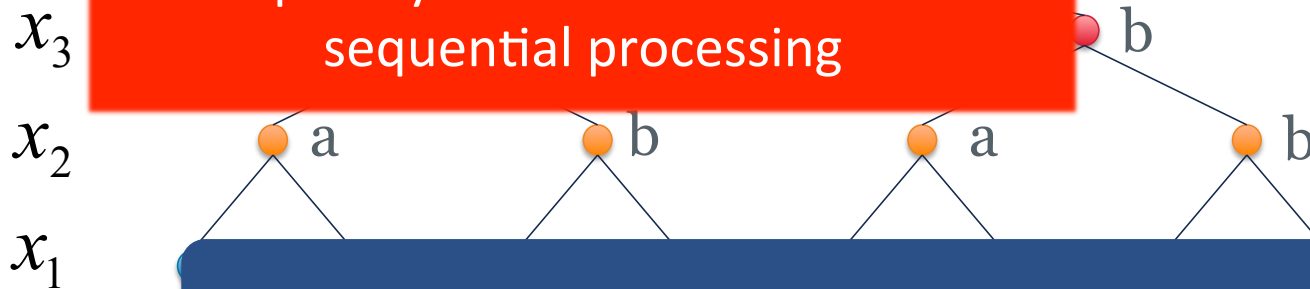 x₃ b
sequential processing
x₂ a b a b
x₁